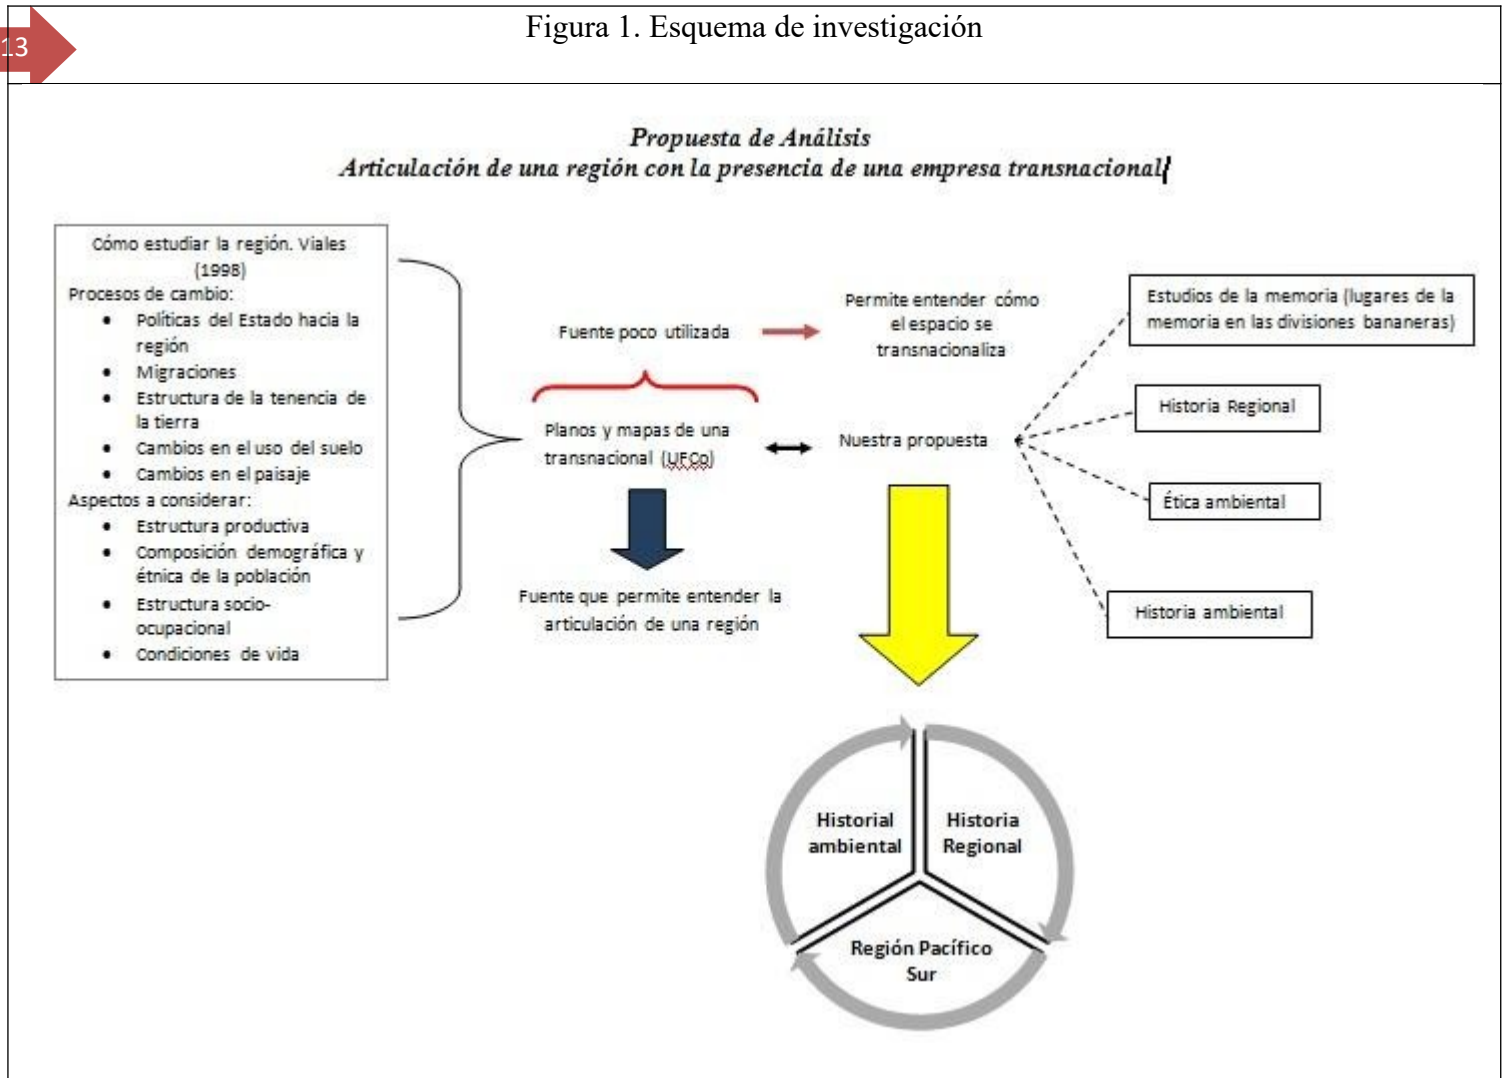 Figura 1. Esquema de investigación
13
Propuesta de Análisis
Articulación de una región con la presencia de una empresa transnacional
Cómo estudiar la región. Viales
(1998)
Procesos de cambio:
• Políticas del Estado hacia la
región
• Migraciones
• Estructura de la tenencia de
la tierra
• Cambios en el uso del suelo
• Cambios en el paisaje
Aspectos a considerar:
• Estructura productiva
• Composición demográfica y
étnica de la población
• Estructura socio-
ocupacional
• Condiciones de vida
Fuente poco utilizada
Permite entender cómo
el espacio se
transnacionaliza
Planos y mapas de una
transnacional (UFCo)
Nuestra propuesta
Fuente que permite entender la
articulación de una región
Estudios de la memoria (lugares de la
memoria en las divisiones bananeras)
Historia Regional
Ética ambiental
Historia ambiental
Historial
ambiental
Historia
Regional
Región Pacífico
Sur